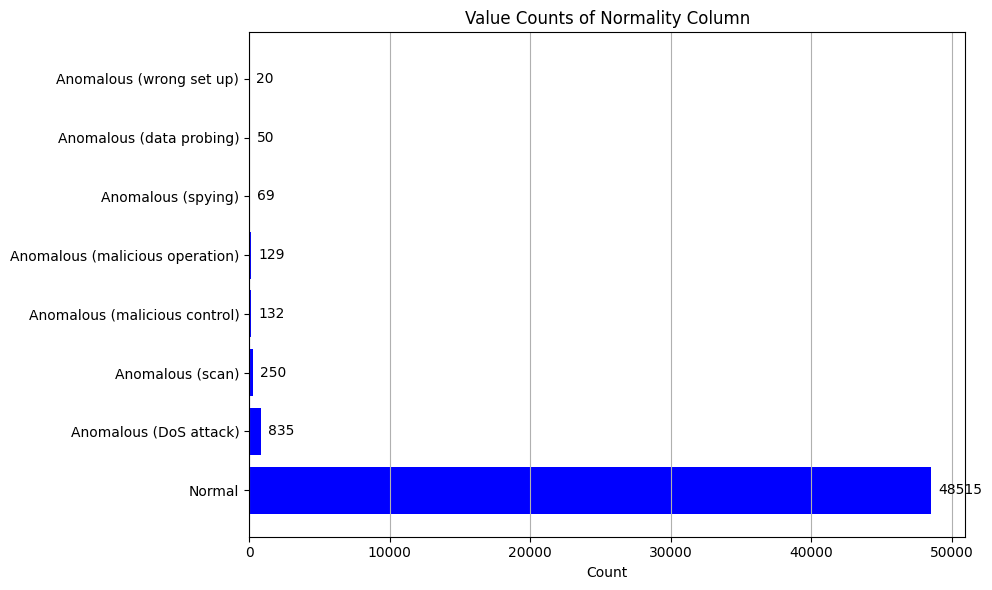 Value Counts of Normality Column
Anomalous (wrong set up) 20
Anomalous (data probing) 50
Anomalous (spying) 69
Anomalous (malicious operation) 129
Anomalous (malicious control) 132
Anomalous (scan) 250
Anomalous (DoS attack) 835
Normal 48515
0 10000 20000 30000 40000 50000
Count